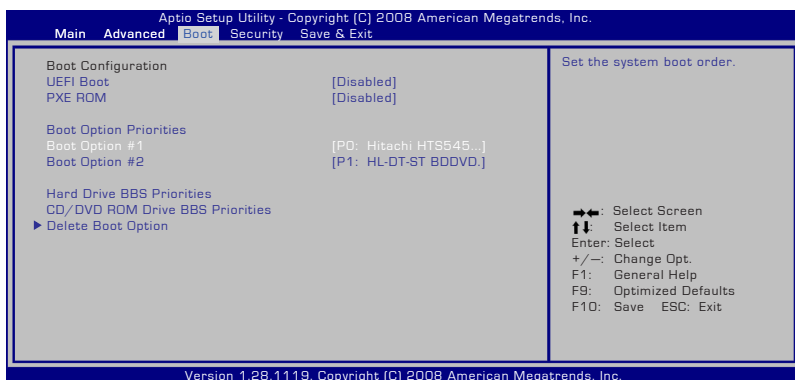 Aptio Setup Utility - Copyright (C) 2008 American Megatrends, Inc.
Main Advanced Boot Security Save & Exit
Boot Configuration
UEFI Boot [Disabled]
PXE ROM [Disabled]
Boot Option Priorities
Boot Option #1 [P0: Hitachi HTS545...]
Boot Option #2 [P1: HL-DT-ST BDDVD.]
Hard Drive BBS Priorities
CD/DVD ROM Drive BBS Priorities
Delete Boot Option
Set the system boot order.
→←: Select Screen
↑↓: Select Item
Enter: Select
+/—: Change Opt.
F1: General Help
F9: Optimized Defaults
F10: Save ESC: Exit
Version 1.28.1119. Copyright (C) 2008 American Megatrends, Inc.